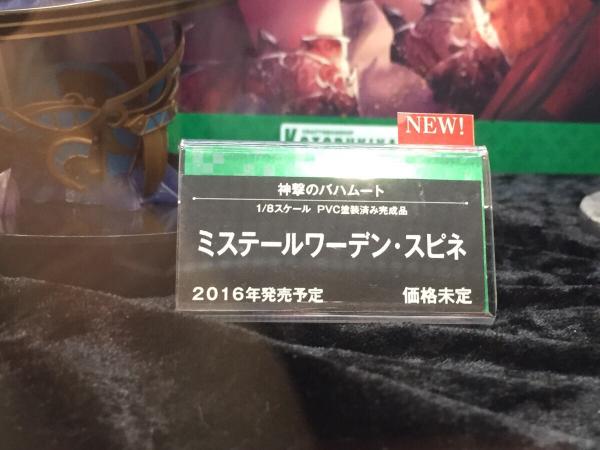 KOTOBUKIYA
NEW!
神撃のバハムート
1/8スケール PVC塗装済み完成品
ミステールワーデン・スピネ
2016年発売予定 価格未定